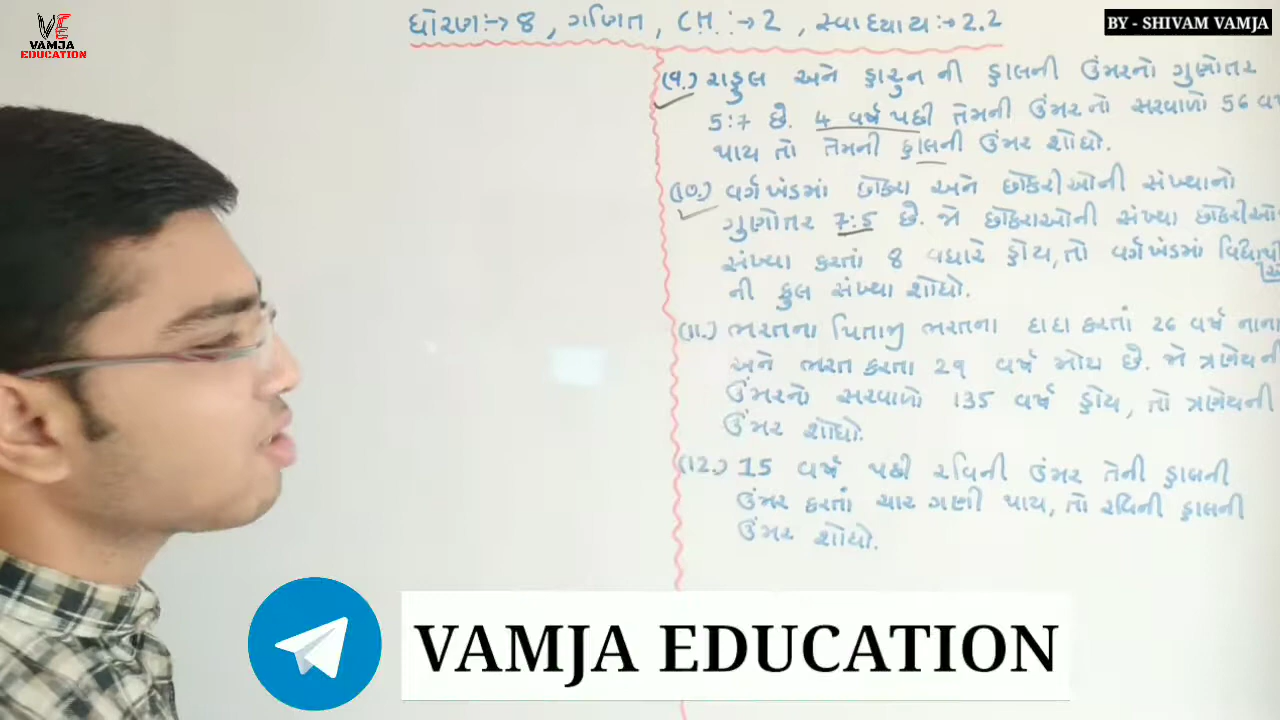 VE
VAMJA
EDUCATION
ધોરણ:→ 8 , ગણિત , CH. :→ 2 , સ્વાધ્યાય :→ 2.2
BY - SHIVAM VAMJA
(૧.) રાહુલ અને હારુન ની હાલની ઉંમરનો ગુણોતર
5:7 છે. 4 વર્ષ પછી તેમની ઉંમરનો સરવાળો 56 વર્ષ
થાય તો તેમની હાલની ઉંમર શોધો.
(10.) વર્ગખંડમાં છોકરા અને છોકરીઓની સંખ્યાનો
ગુણોતર 7:5 છે. જો છોકરાઓની સંખ્યા છોકરીઓ
સંખ્યા કરતાં 8 વધારે હોય, તો વર્ગખંડમાં
ની કુલ સંખ્યા શોધો.
(11.) ભરતના પિતાજી ભરતના દાદા કરતાં 26 વર્ષ નાના
અને ભરત કરતા 2૧ વર્ષ મોટા છે. જો ત્રણેયની
ઉંમરનો સરવાળો 135 વર્ષ હોય, તો ત્રણેયની
ઉંમર શોધો.
(12.) 15 વર્ષ પછી રવિની ઉંમર તેની હાલની
ઉંમર કરતાં ચાર ગણી થાય, તો રવિની હાલની
ઉંમર શોધો.
VAMJA EDUCATION